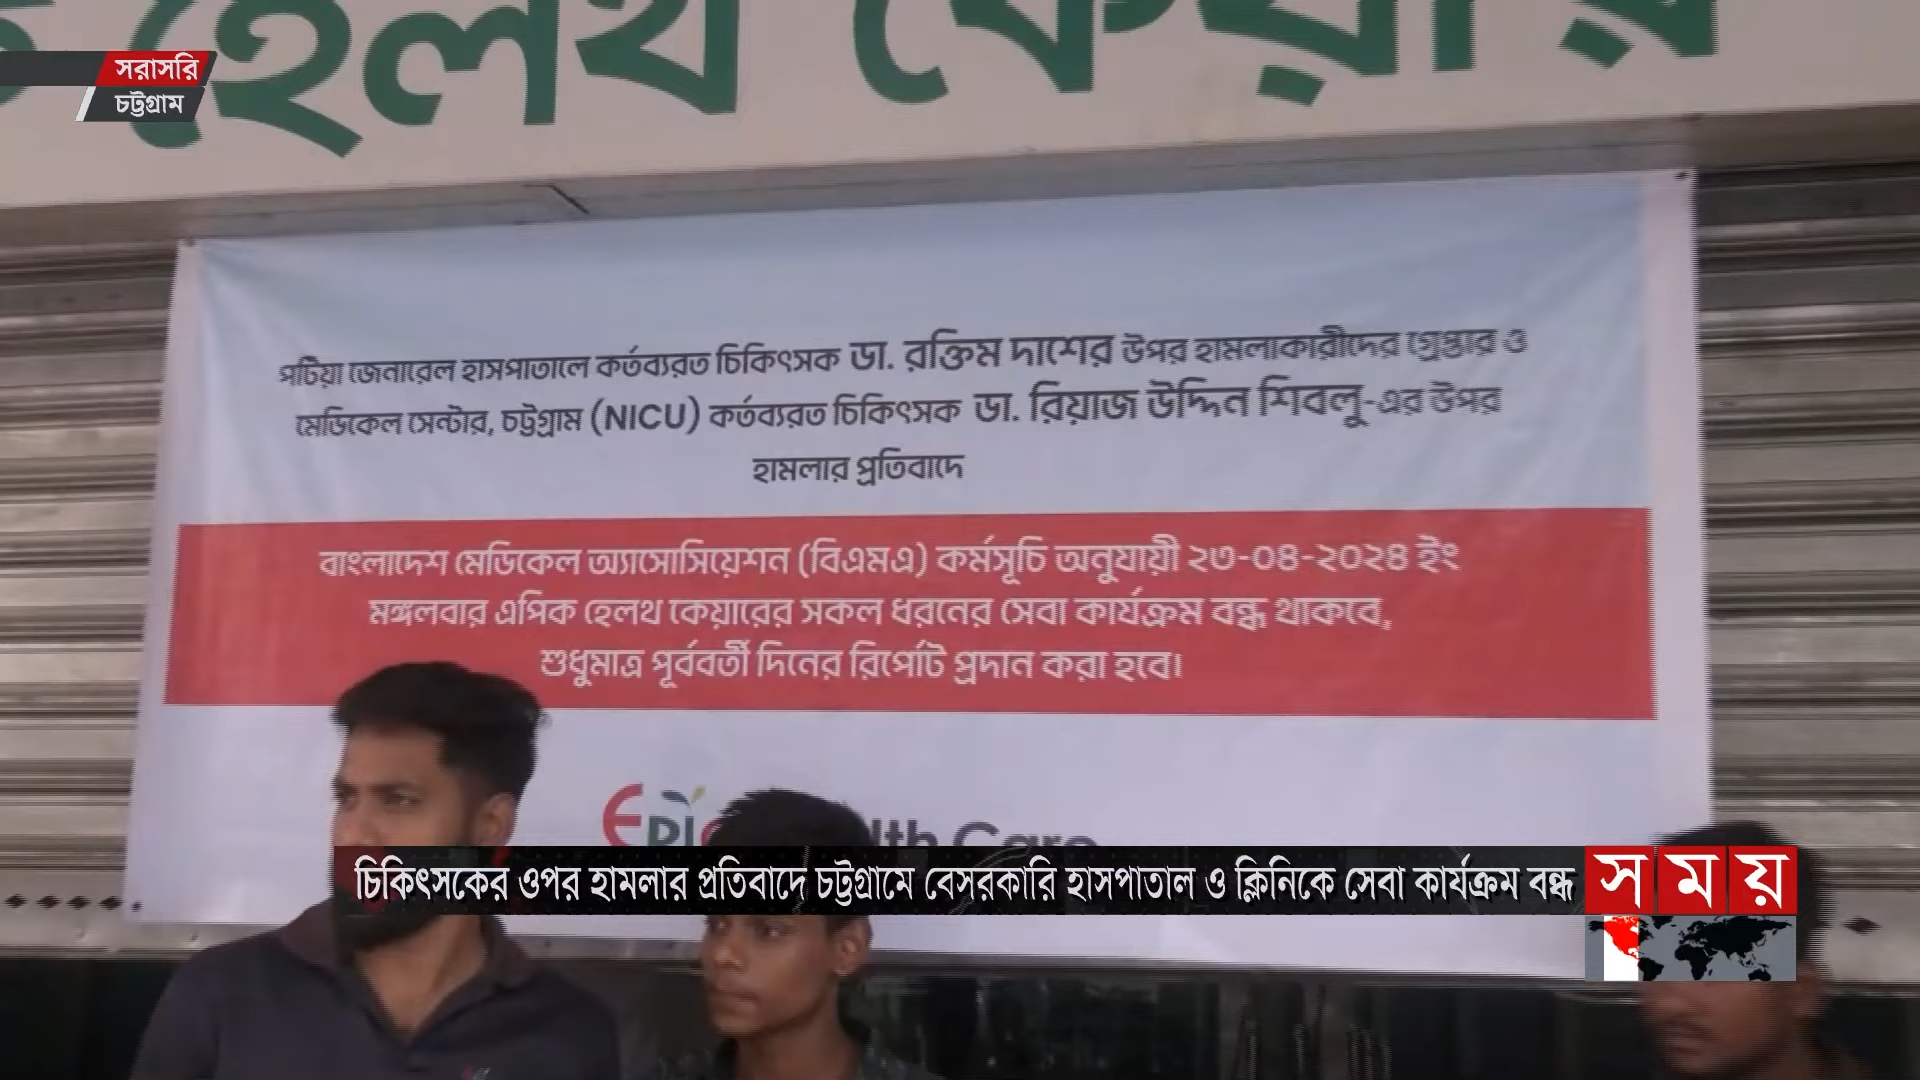 হেলথ কেয়ার
সরাসরি
চট্টগ্রাম
পটিয়া জেনারেল হাসপাতালে কর্তব্যরত চিকিৎসক ডা. রক্তিম দাশের উপর হামলাকারীদের গ্রেপ্তার ও
মেডিকেল সেন্টার, চট্টগ্রাম (NICU) কর্তব্যরত চিকিৎসক ডা. রিয়াজ উদ্দিন শিবলু-এর উপর
হামলার প্রতিবাদে
বাংলাদেশ মেডিকেল অ্যাসোসিয়েশন (বিএমএ) কর্মসূচি অনুযায়ী ২৩-০৪-২০২৪ ইং
মঙ্গলবার এপিক হেলথ কেয়ারের সকল ধরনের সেবা কার্যক্রম বন্ধ থাকবে,
শুধুমাত্র পূর্ববর্তী দিনের রিপোর্ট প্রদান করা হবে।
Care
চিকিৎসকের ওপর হামলার প্রতিবাদে চট্টগ্রামে বেসরকারি হাসপাতাল ও ক্লিনিকে সেবা কার্যক্রম বন্ধ
সময়